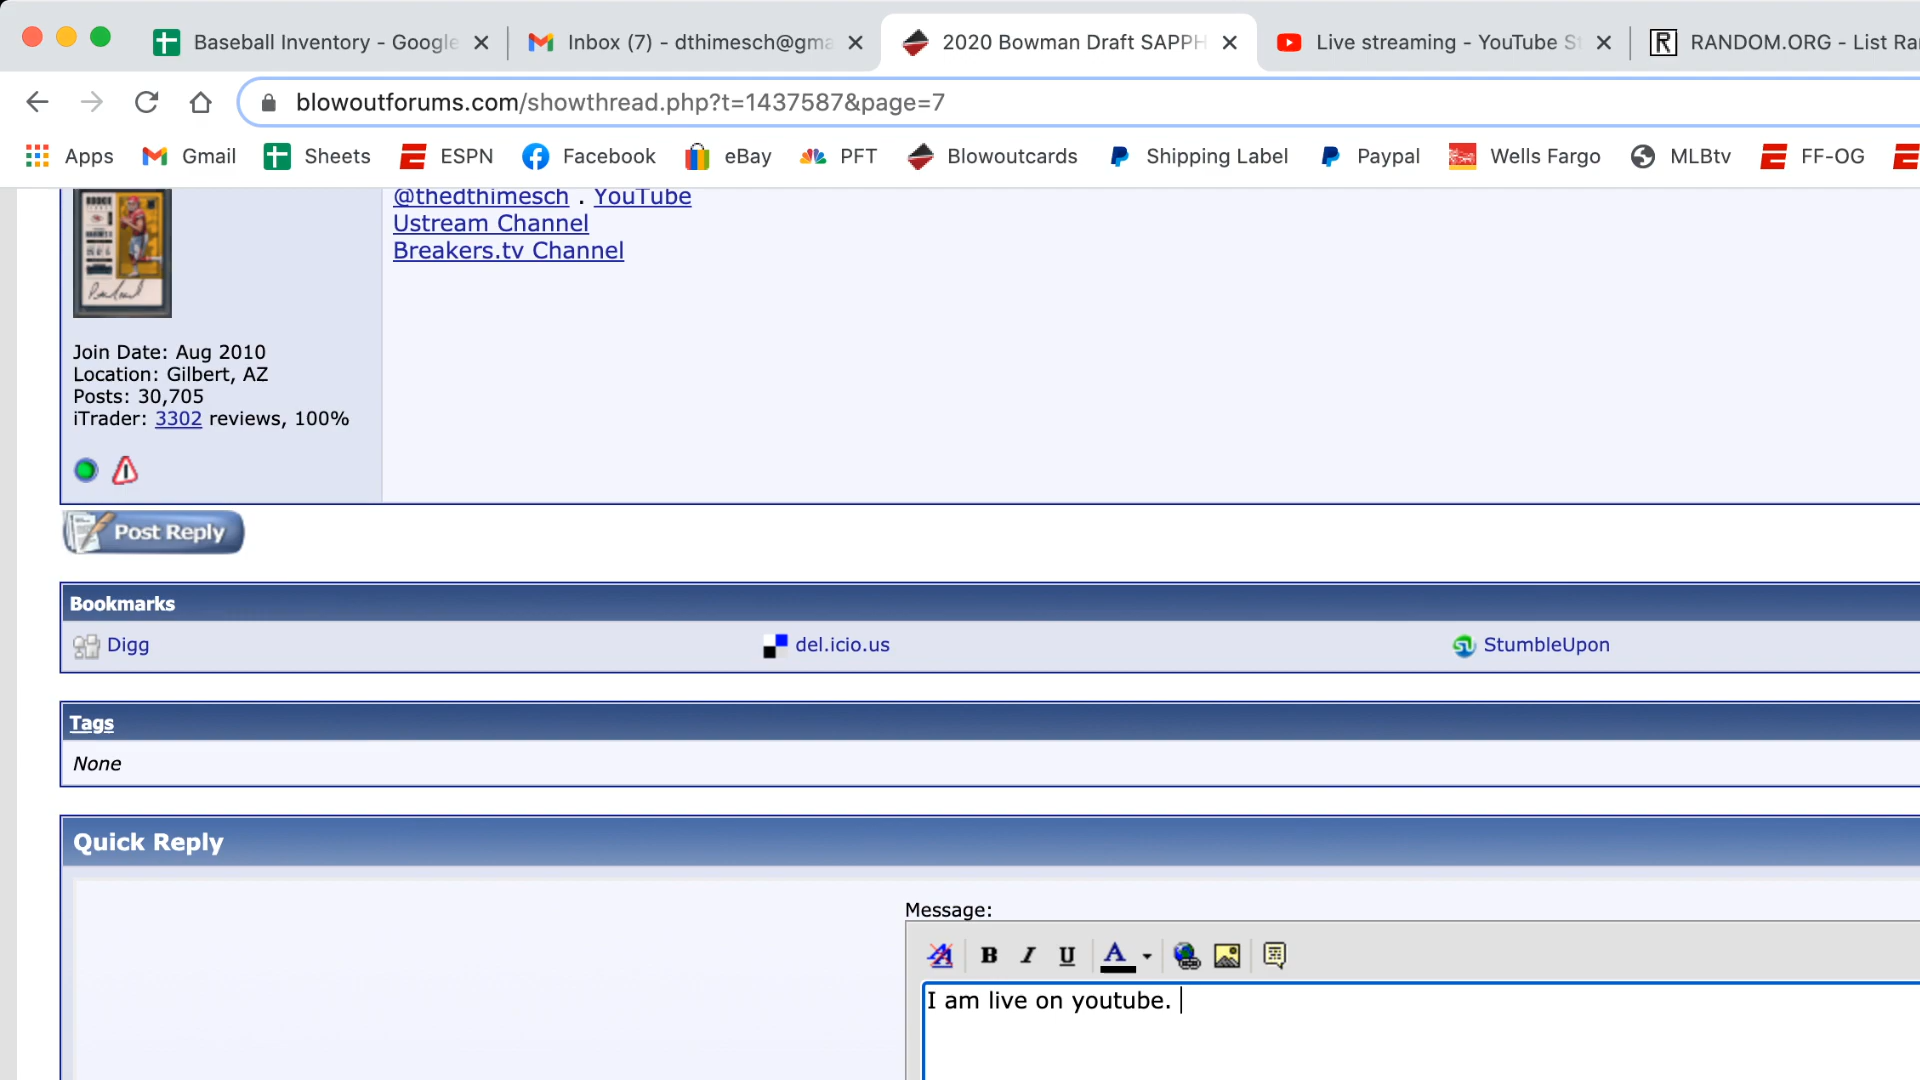 Baseball Inventory - Google
Inbox (7) - dthimesch@gma
2020 Bowman Draft SAPPH
Live streaming - YouTube S
RANDOM.ORG - List Ra
blowoutforums.com/showthread.php?t=1437587&page=7
Apps
Gmail
Sheets
ESPN
Facebook
eBay
PFT
Blowoutcards
Shipping Label
Paypal
Wells Fargo
MLBtv
FF-OG
@thedthimesch . YouTube
Ustream Channel
Breakers.tv Channel
Join Date: Aug 2010
Location: Gilbert, AZ
Posts: 30,705
iTrader: 3302 reviews, 100%
Post Reply
Bookmarks
Digg
del.icio.us
StumbleUpon
Tags
None
Quick Reply
Message:
B I U A
I am live on youtube.